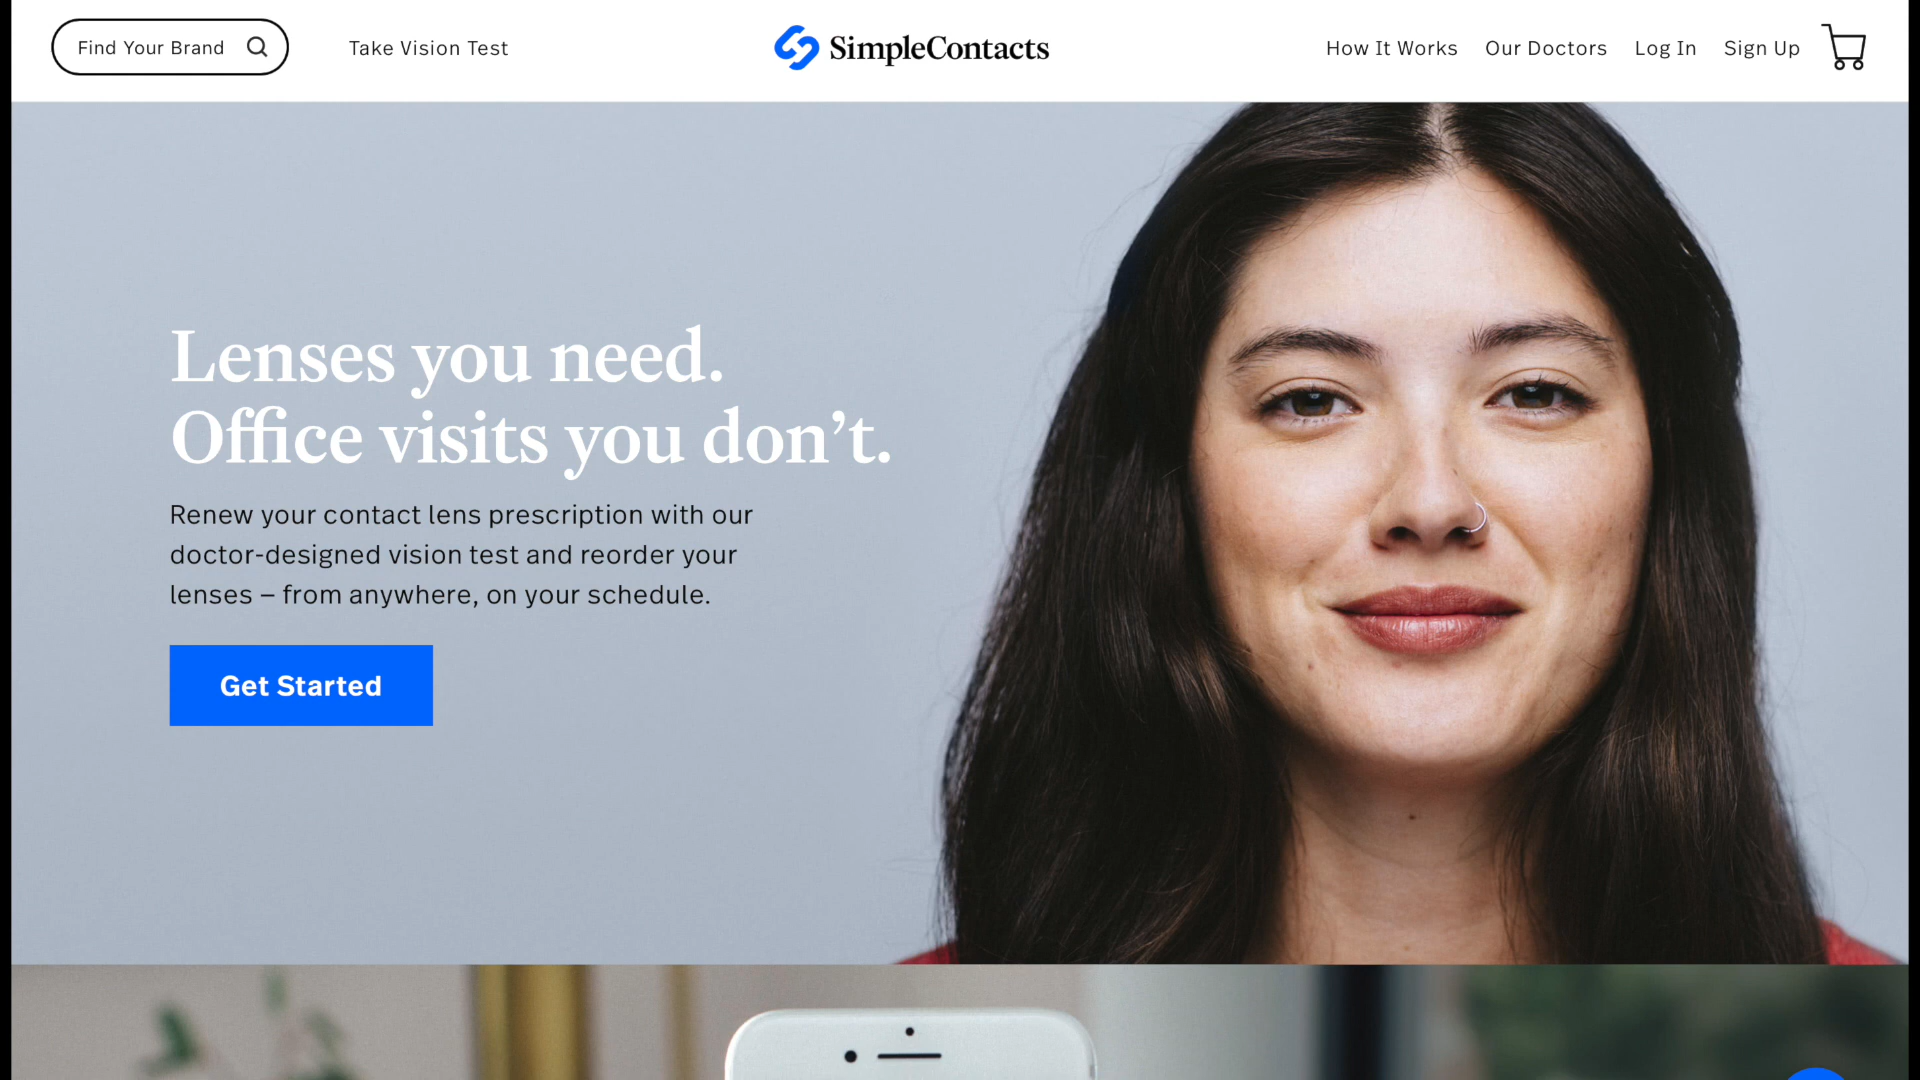 Find Your Brand
Take Vision Test
SimpleContacts
How It Works
Our Doctors
Log In
Sign Up
Lenses you need.
Office visits you don’t.
Renew your contact lens prescription with our
doctor-designed vision test and reorder your
lenses – from anywhere, on your schedule.
Get Started